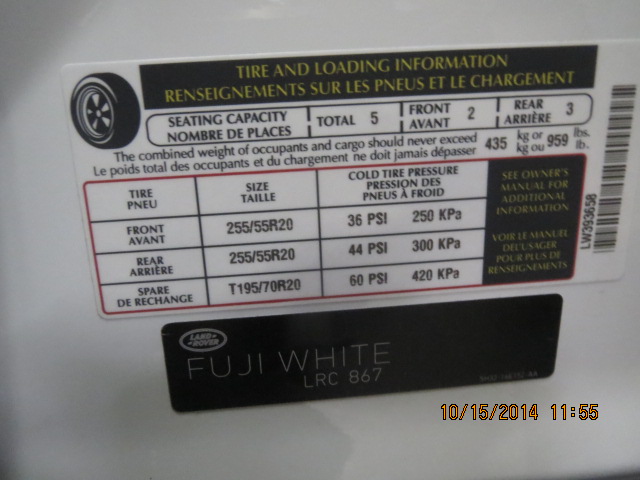 TIRE AND LOADING INFORMATION
RENSEIGNEMENTS SUR LES PNEUS ET LE CHARGEMENT
SEATING CAPACITY TOTAL 5 FRONT 2 REAR 3
NOMBRE DE PLACES AVANT ARRIÈRE
The combined weight of occupants and cargo should never exceed 435 kg or 959 lbs.
Le poids total des occupants et du chargement ne doit jamais dépasser kg ou lb.
TIRE SIZE COLD TIRE PRESSURE
PNEU TAILLE PRESSION DES
PNEUS À FROID
SEE OWNER'S
MANUAL FOR
ADDITIONAL
INFORMATION
FRONT 255/55R20 36 PSI 250 KPa
AVANT
REAR 255/55R20 44 PSI 300 KPa
ARRIÈRE
SPARE T195/70R20 60 PSI 420 KPa
DE RECHANGE
VOIR LE MANUEL
DE L'USAGER
POUR PLUS DE
RENSEIGNEMENTS
LW393658
LAND
ROVER
FUJI WHITE
LRC 867
10/15/2014 11:55